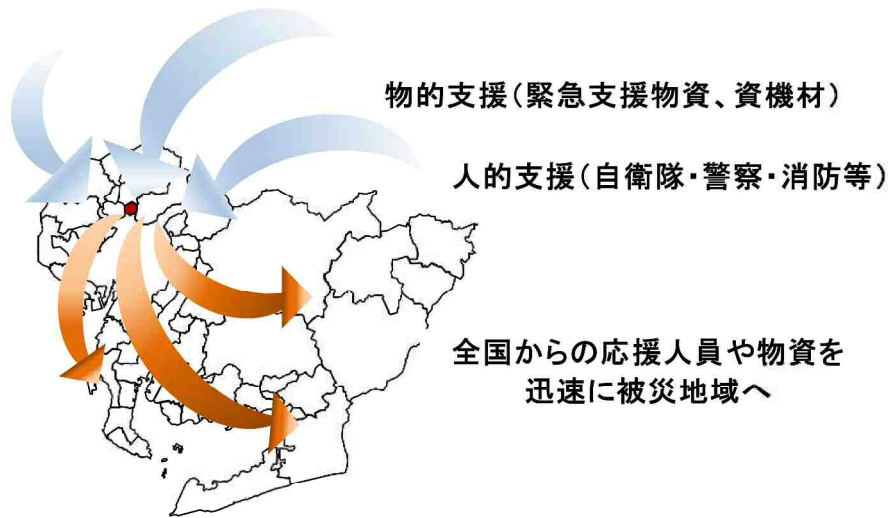 物的支援(緊急支援物資、資機材)
人的支援(自衛隊・警察・消防等)
全国からの応援人員や物資を
迅速に被災地域へ